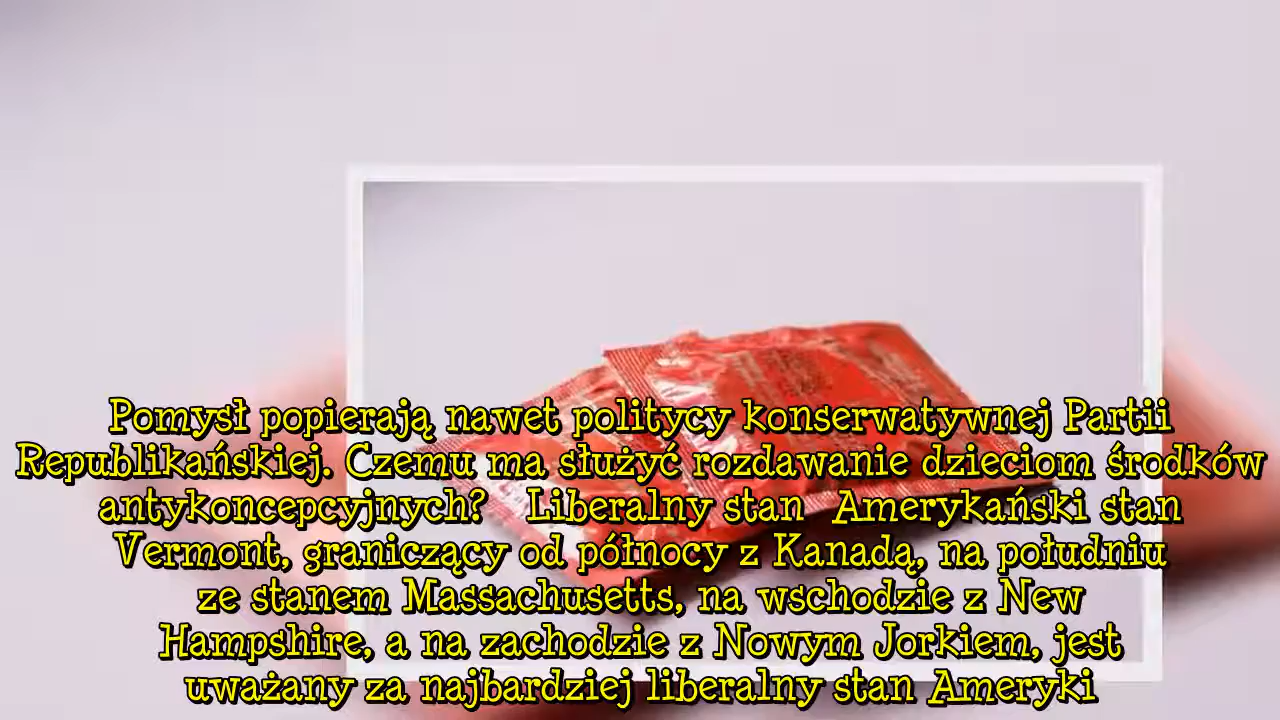 Pomysł popierają nawet politycy konserwatywnej Partii
Republikańskiej. Czemu ma służyć rozdawanie dzieciom środków
antykoncepcyjnych? Liberalny stan Amerykański stan
Vermont, graniczący od północy z Kanadą, na południu
ze stanem Massachusetts, na wschodzie z New
Hampshire, a na zachodzie z Nowym Jorkiem, jest
uważany za najbardziej liberalny stan Ameryki